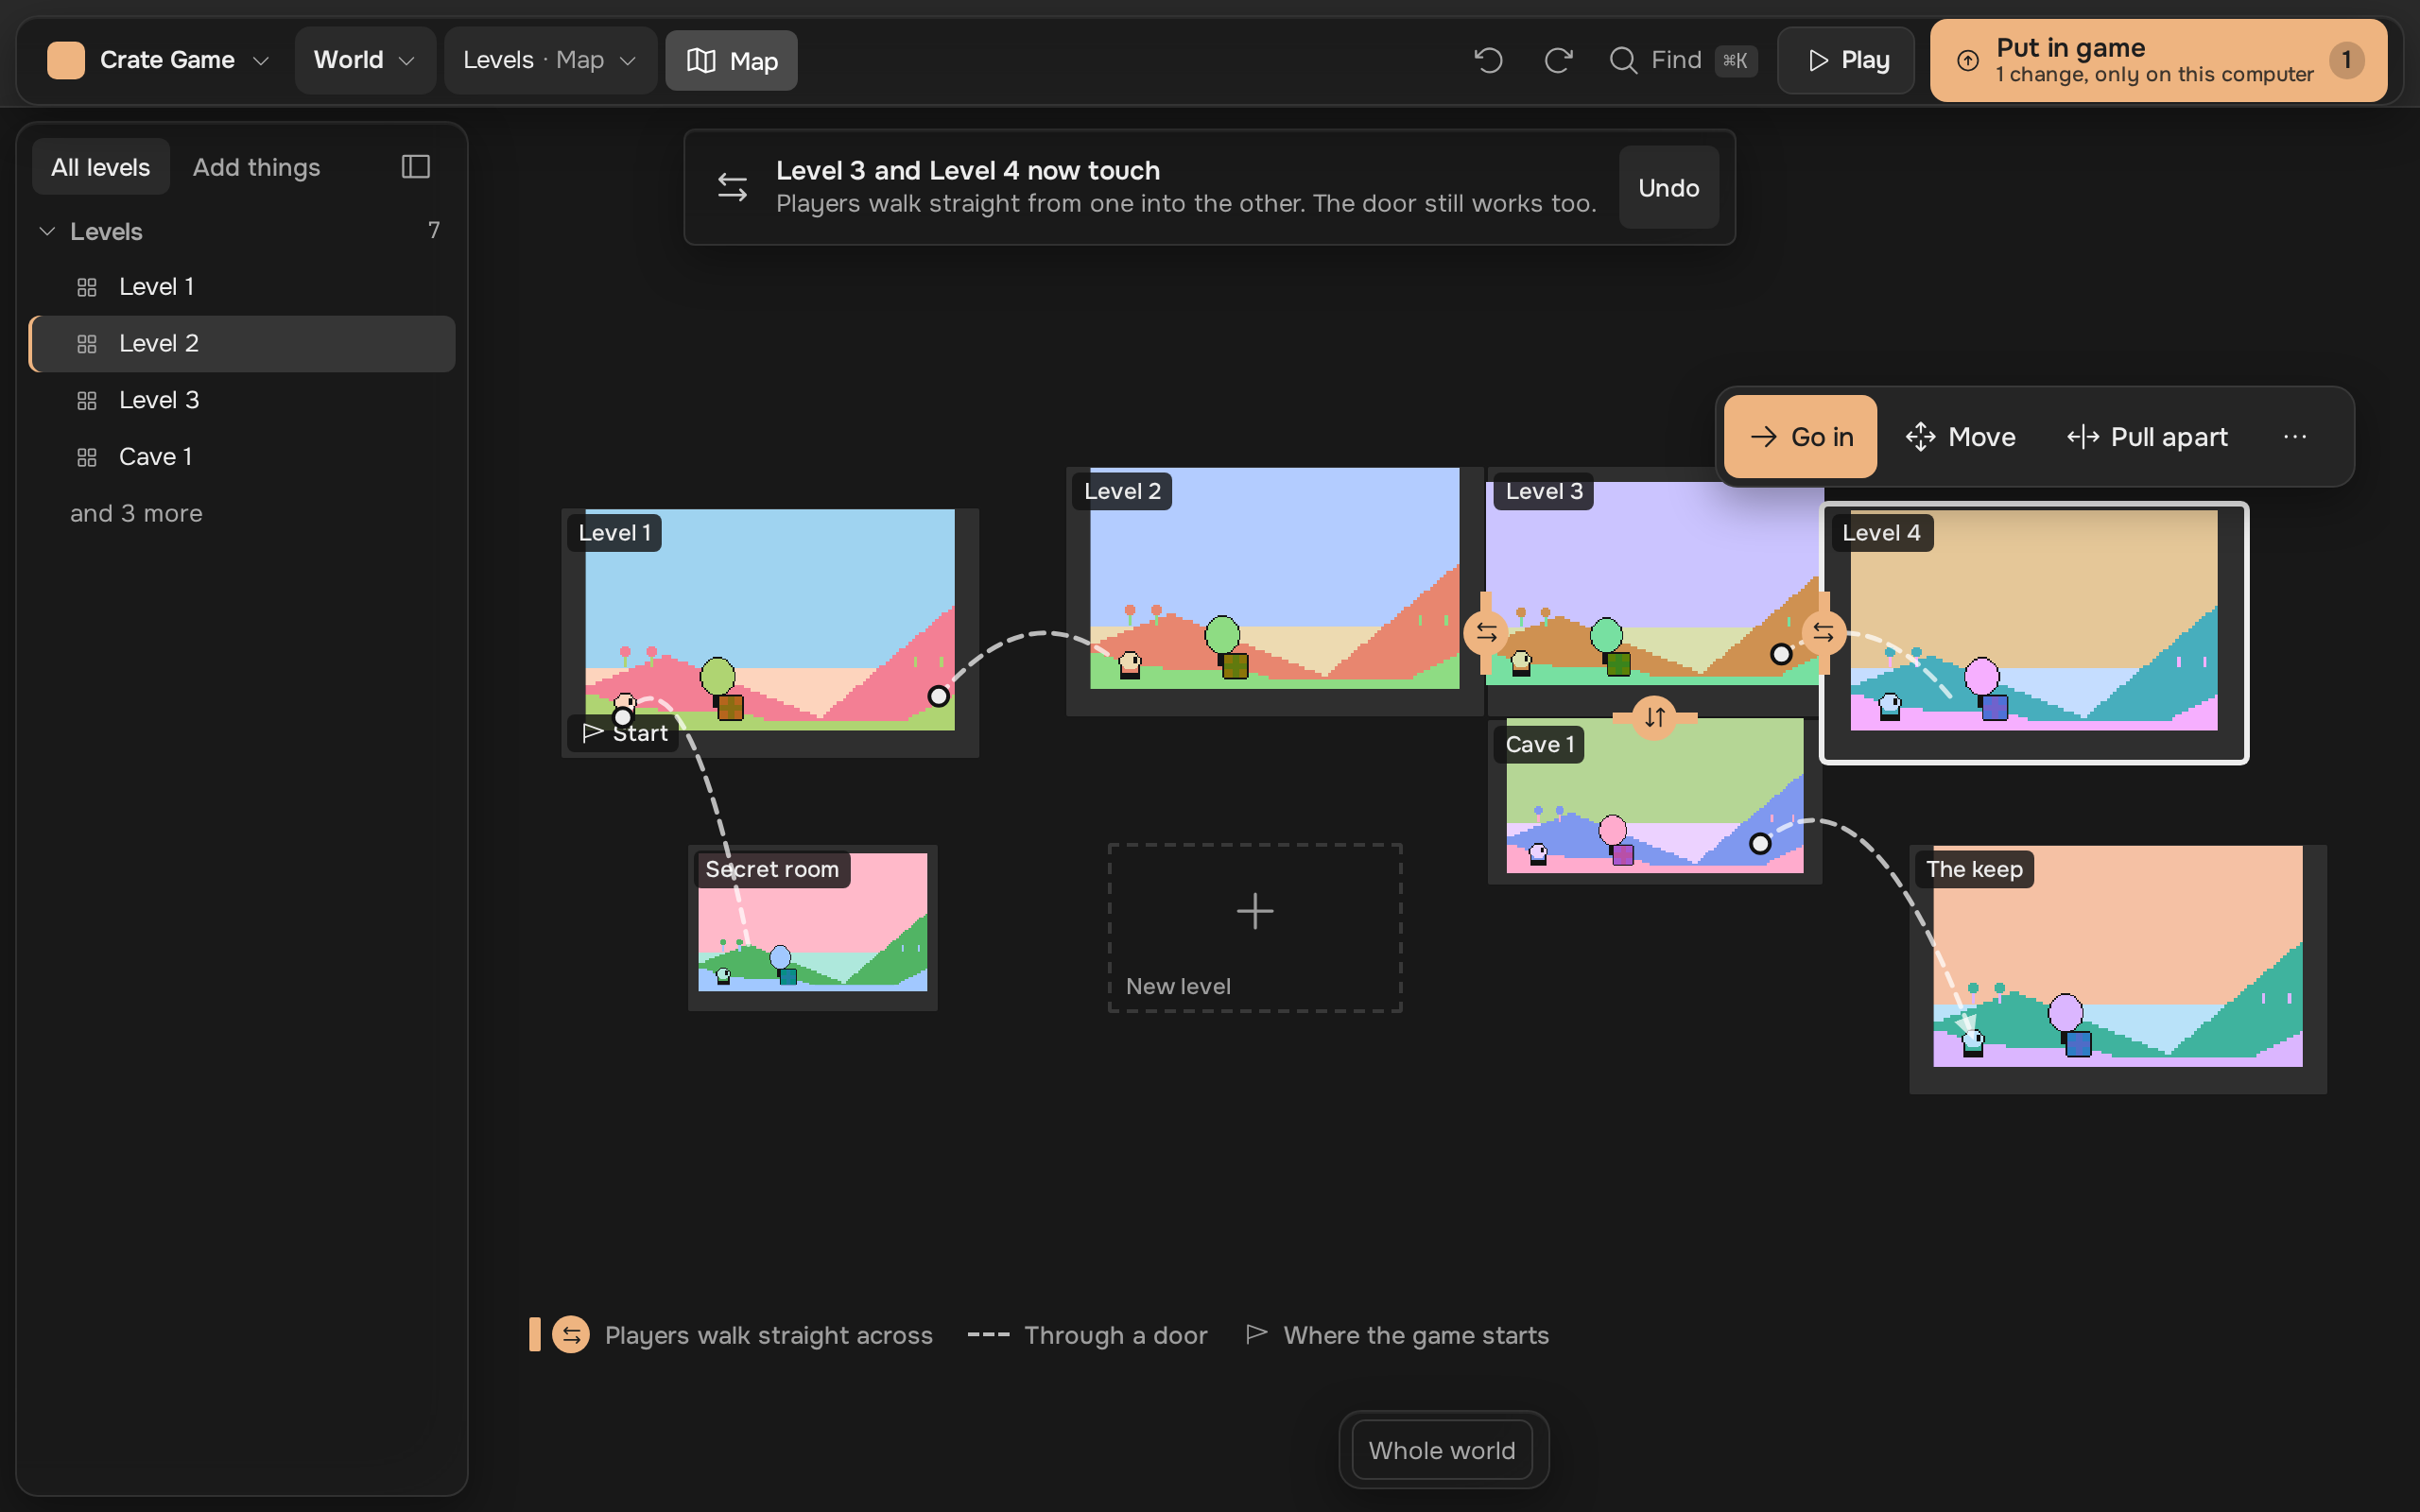 Crate Game
World
Levels · Map
Map
Find ⌘K
Play
Put in game
1 change, only on this computer
1
All levels
Add things
Levels 7
Level 1
Level 2
Level 3
Cave 1
and 3 more
Level 3 and Level 4 now touch
Players walk straight from one into the other. The door still works too.
Undo
Go in
Move
Pull apart
···
Level 1
Start
Level 2
Level 3
Level 4
Cave 1
Secret room
New level
The keep
Players walk straight across
Through a door
Where the game starts
Whole world